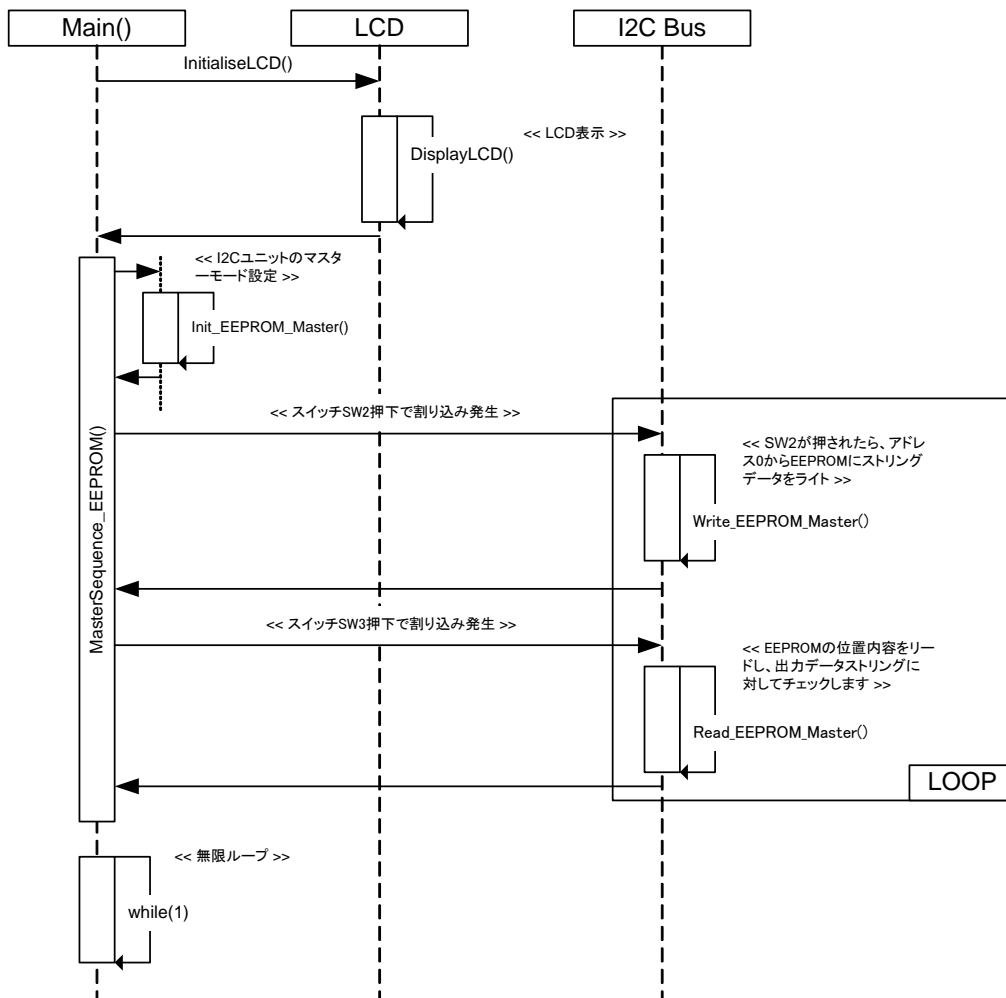 Main()
LCD
I2C Bus
InitialiseLCD()
<< LCD表示 >>
DisplayLCD()
<< I2Cユニットのマスタ
ーモード設定 >>
Init_EEPROM_Master()
MasterSequence_EEPROM()
<< スイッチSW2押下で割り込み発生 >>
<< SW2が押されたら、アドレ
ス0からEEPROMにストリング
データをライト >>
Write_EEPROM_Master()
<< スイッチSW3押下で割り込み発生 >>
<< EEPROMの位置内容をリー
ドし、出力データストリングに
対してチェックします >>
Read_EEPROM_Master()
LOOP
<< 無限ループ >>
while(1)